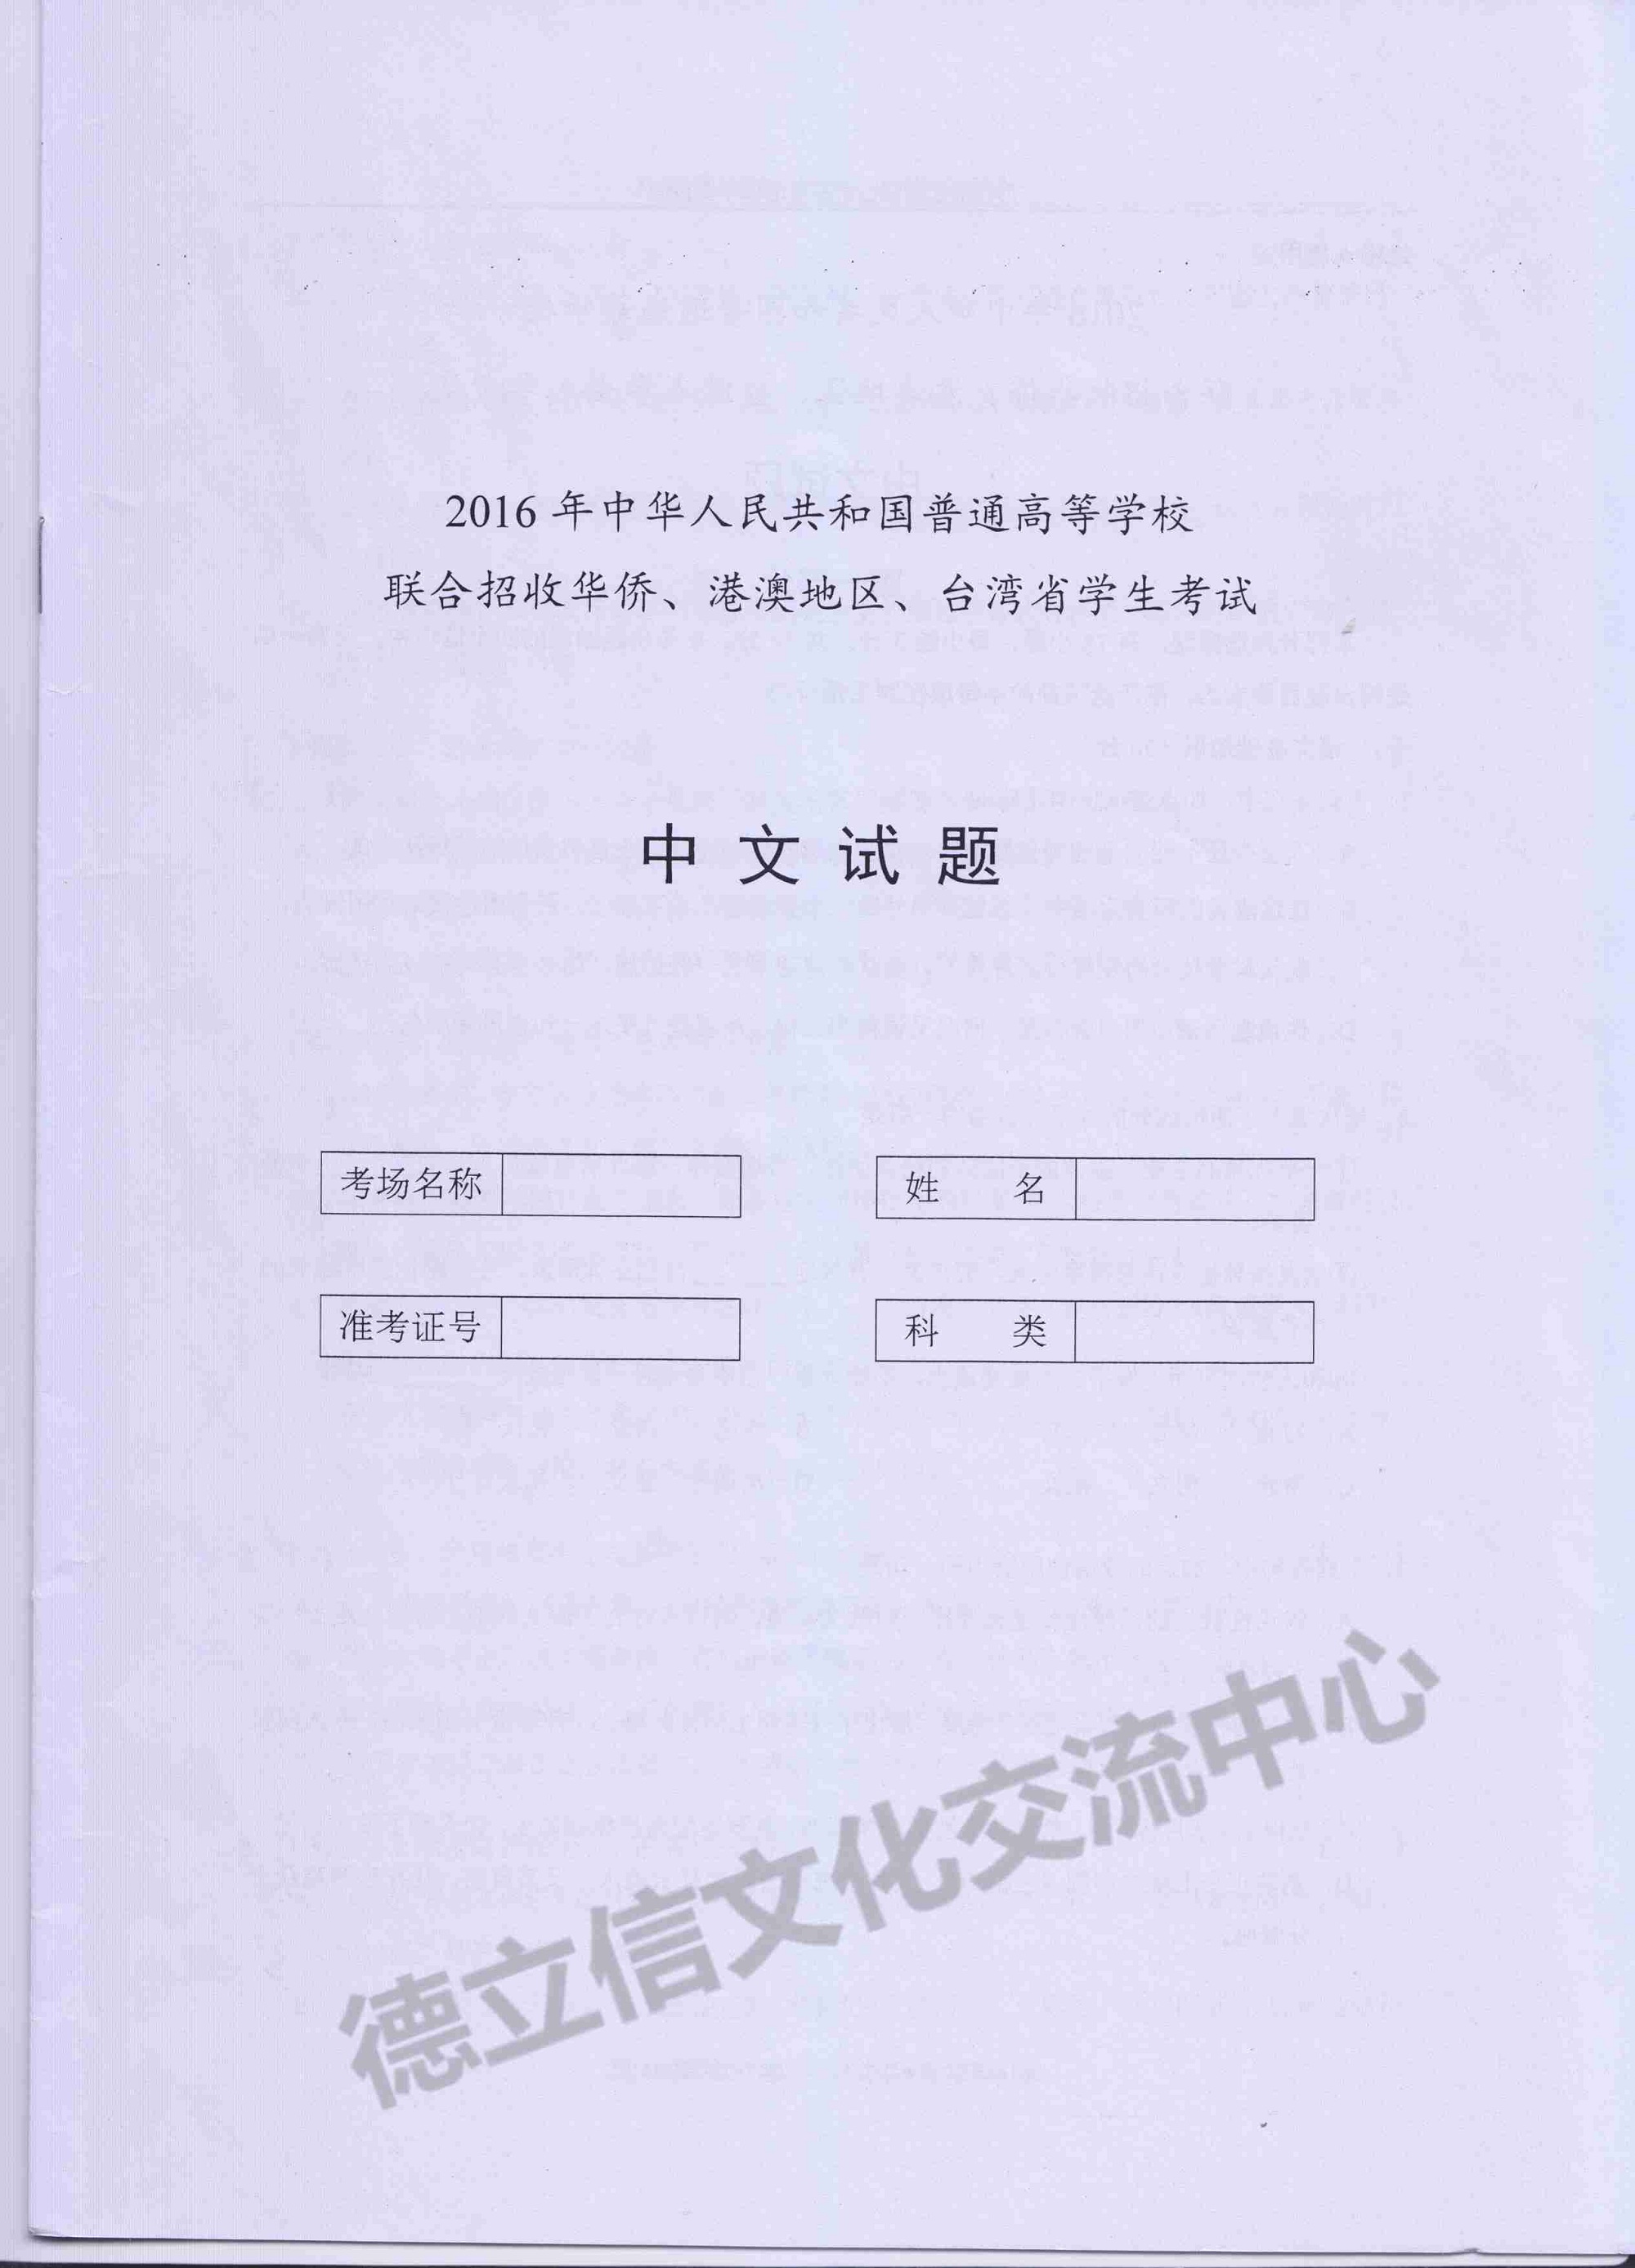 2016 年中华人民共和国普通高等学校
联合招收华侨、港澳地区、台湾省学生考试
中文试题
考场名称
姓 名
准考证号
科 类
德立信文化交流中心